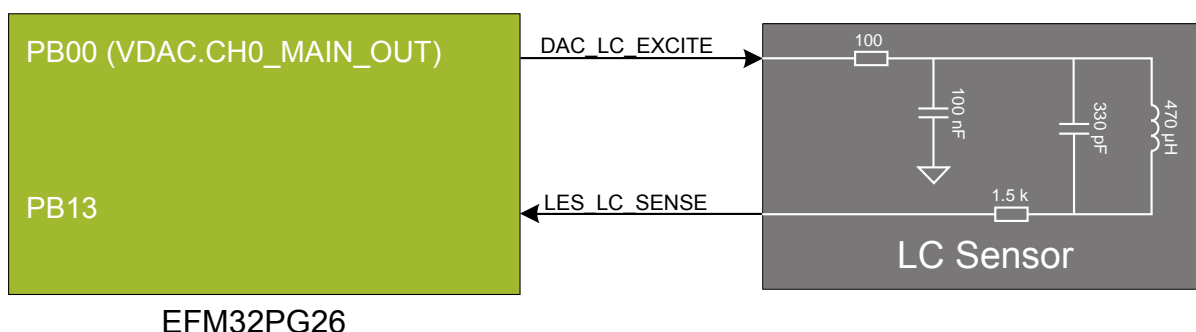 PB00 (VDAC.CH0_MAIN_OUT)
DAC_LC_EXCITE
100
100 nF
330 pF
470 μH
PB13
LES_LC_SENSE
1.5 k
LC Sensor
EFM32PG26